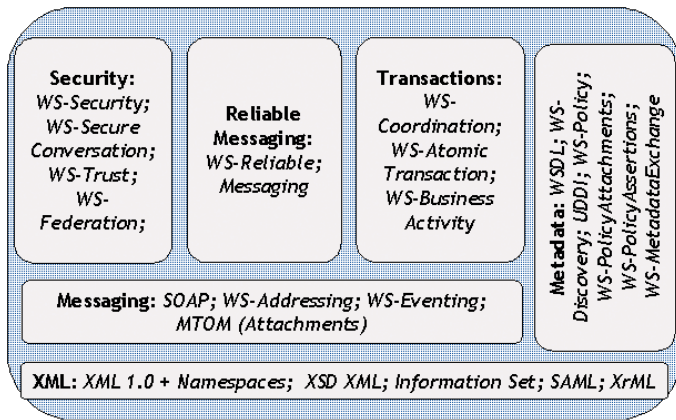 Security:
WS-Security;
WS-Secure
Conversation;
WS-Trust;
WS-
Federation;
Reliable
Messaging:
WS-Reliable;
Messaging
Transactions:
WS-
Coordination;
WS-Atomic
Transaction;
WS-Business
Activity
Metadata: WSDL; WS-
Discovery; UDDI; WS-Policy;
WS-PolicyAttachments;
WS-PolicyAssertions;
WS-MetadataExchange
Messaging: SOAP; WS-Addressing; WS-Eventing;
MTOM (Attachments)
XML: XML 1.0 + Namespaces; XSD XML; Information Set; SAML; XrML